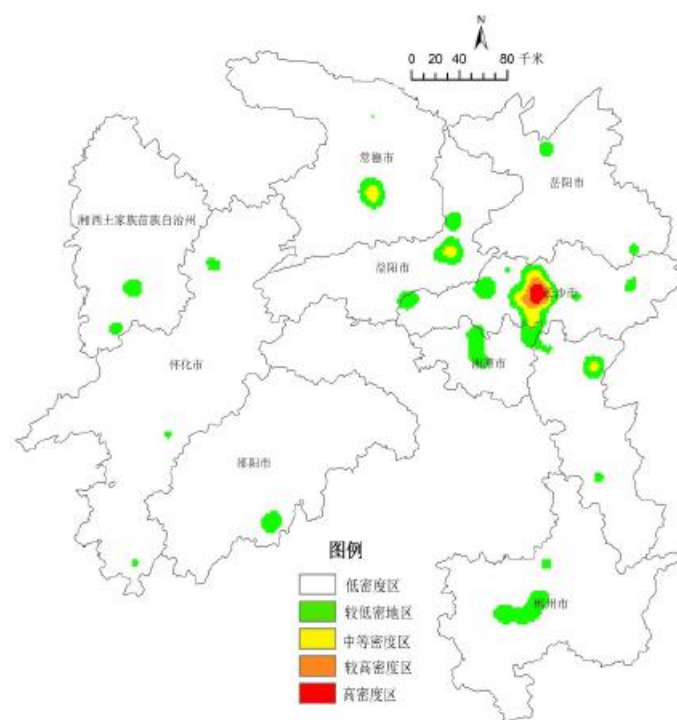 N
0 20 40 80 千米
常德市
岳阳市
湘西土家族苗族自治州
益阳市
长沙市
湘潭市
怀化市
邵阳市
郴州市
图例
低密度区
较低密地区
中等密度区
较高密度区
高密度区